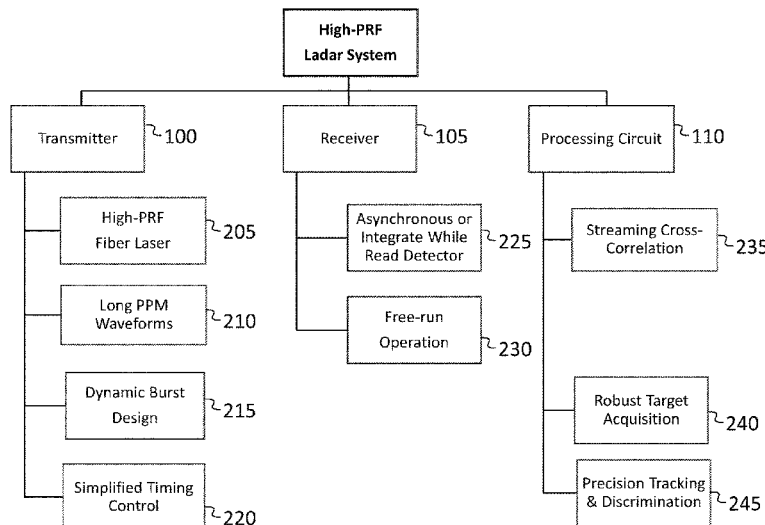 High-PRF
Ladar System
Transmitter
100
Receiver
105
Processing Circuit
110
High-PRF
Fiber Laser
205
Long PPM
Waveforms
210
Dynamic Burst
Design
215
Simplified Timing
Control
220
Asynchronous or
Integrate While
Read Detector
225
Free-run
Operation
230
Streaming Cross-
Correlation
235
Robust Target
Acquisition
240
Precision Tracking
& Discrimination
245